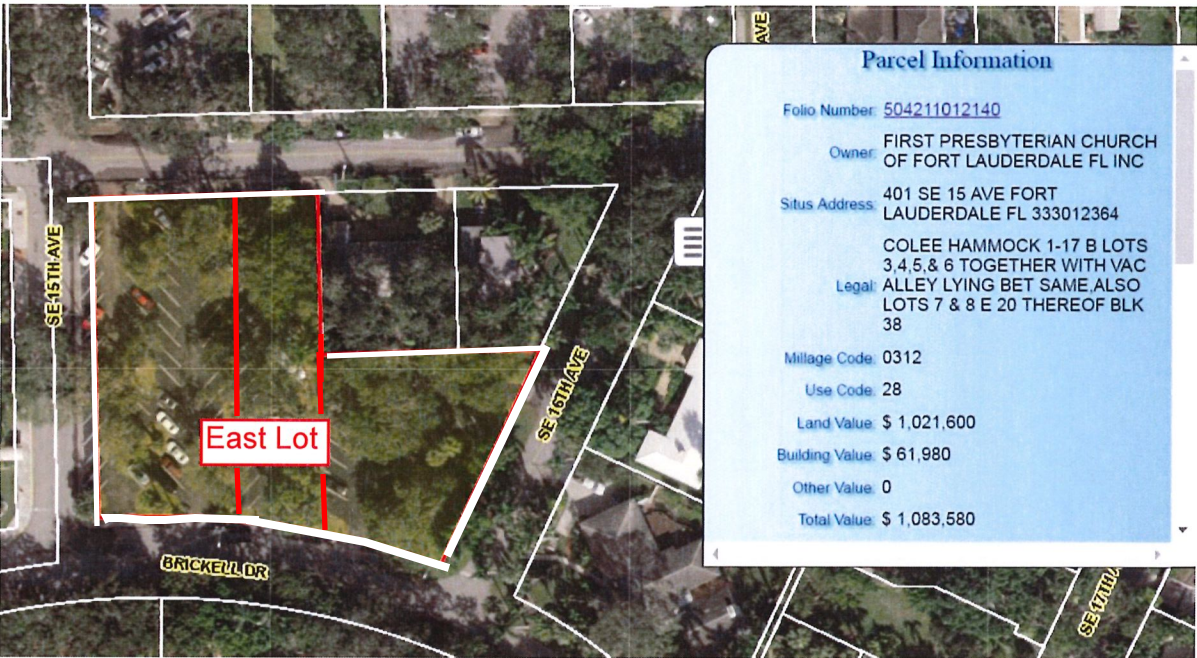 AVE
Parcel Information
Folio Number: 504211012140
Owner: FIRST PRESBYTERIAN CHURCH
OF FORT LAUDERDALE FL INC
Situs Address: 401 SE 15 AVE FORT
LAUDERDALE FL 333012364
Legal: COLEE HAMMOCK 1-17 B LOTS
3,4,5,& 6 TOGETHER WITH VAC
ALLEY LYING BET SAME,ALSO
LOTS 7 & 8 E 20 THEREOF BLK
38
Millage Code: 0312
Use Code: 28
Land Value: $ 1,021,600
Building Value: $ 61,980
Other Value: 0
Total Value: $ 1,083,580
SE 15TH AVE
East Lot
SE 16TH AVE
BRICKELL DR
SE 17TH A